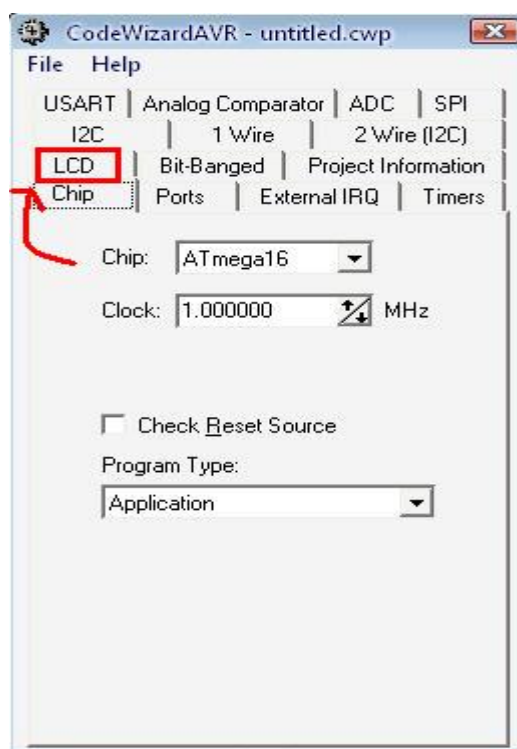 CodeWizardAVR - untitled.cwp
File Help
USART Analog Comparator ADC SPI
I2C 1 Wire 2 Wire (I2C)
LCD Bit-Banged Project Information
Chip Ports External IRQ Timers
Chip: ATmega16
Clock: 1.000000 MHz
Check Reset Source
Program Type:
Application